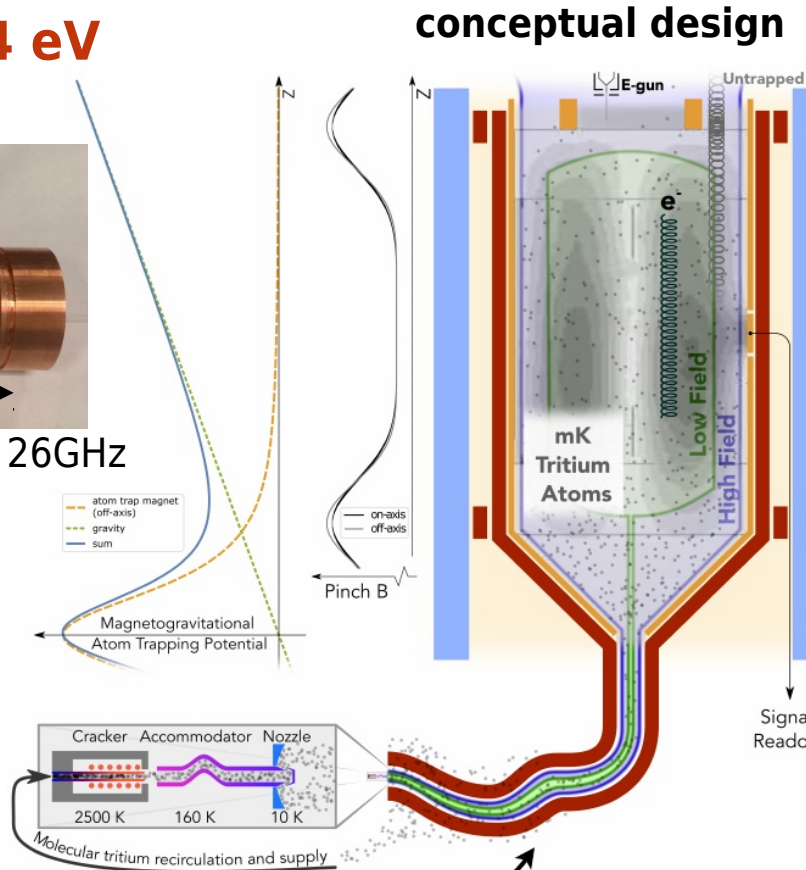 4 eV
conceptual design
Z
Z
E-gun
Untrapped
e-
26GHz
Low Field
High Field
mK
Tritium
Atoms
atom trap magnet
(off-axis)
gravity
sum
on-axis
off-axis
Pinch B
Magnetogravitational
Atom Trapping Potential
Cracker Accommodator Nozzle
2500 K 160 K 10 K
Molecular tritium recirculation and supply